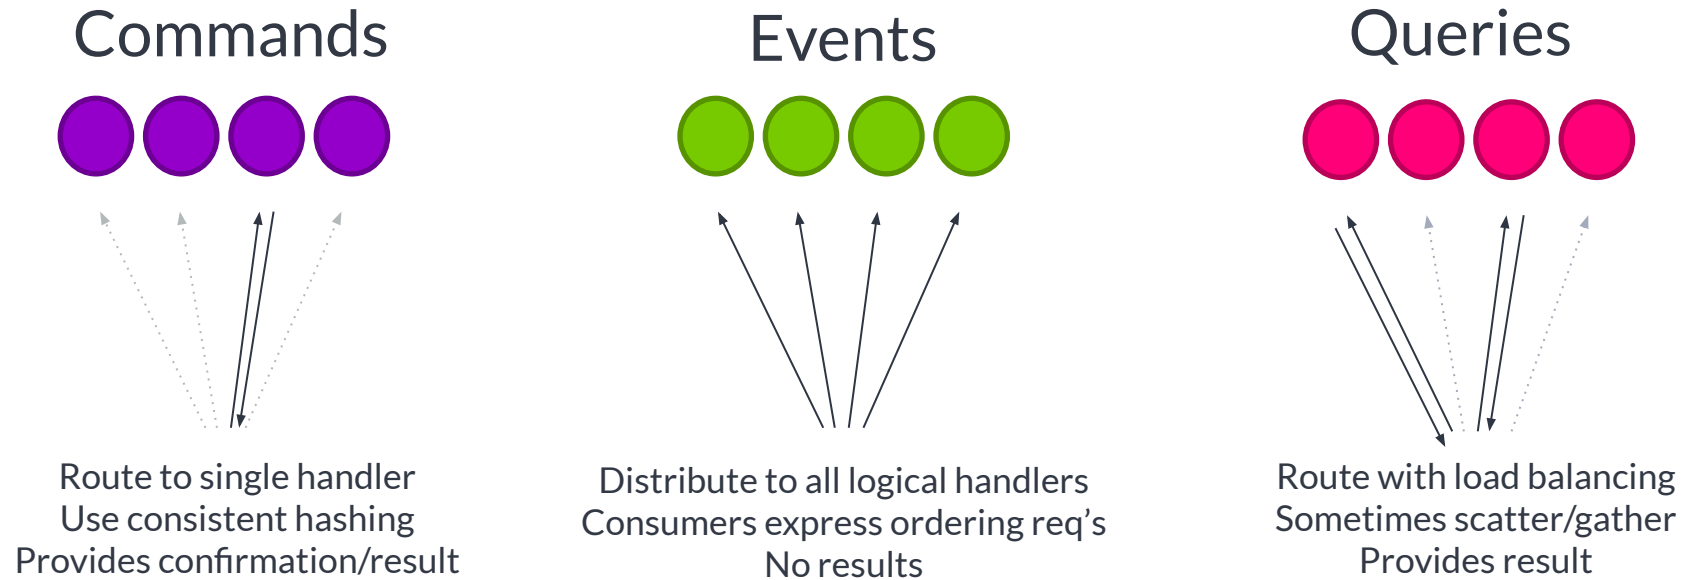 Commands
Route to single handler
Use consistent hashing
Provides confirmation/result
Events
Distribute to all logical handlers
Consumers express ordering req’s
No results
Queries
Route with load balancing
Sometimes scatter/gather
Provides result